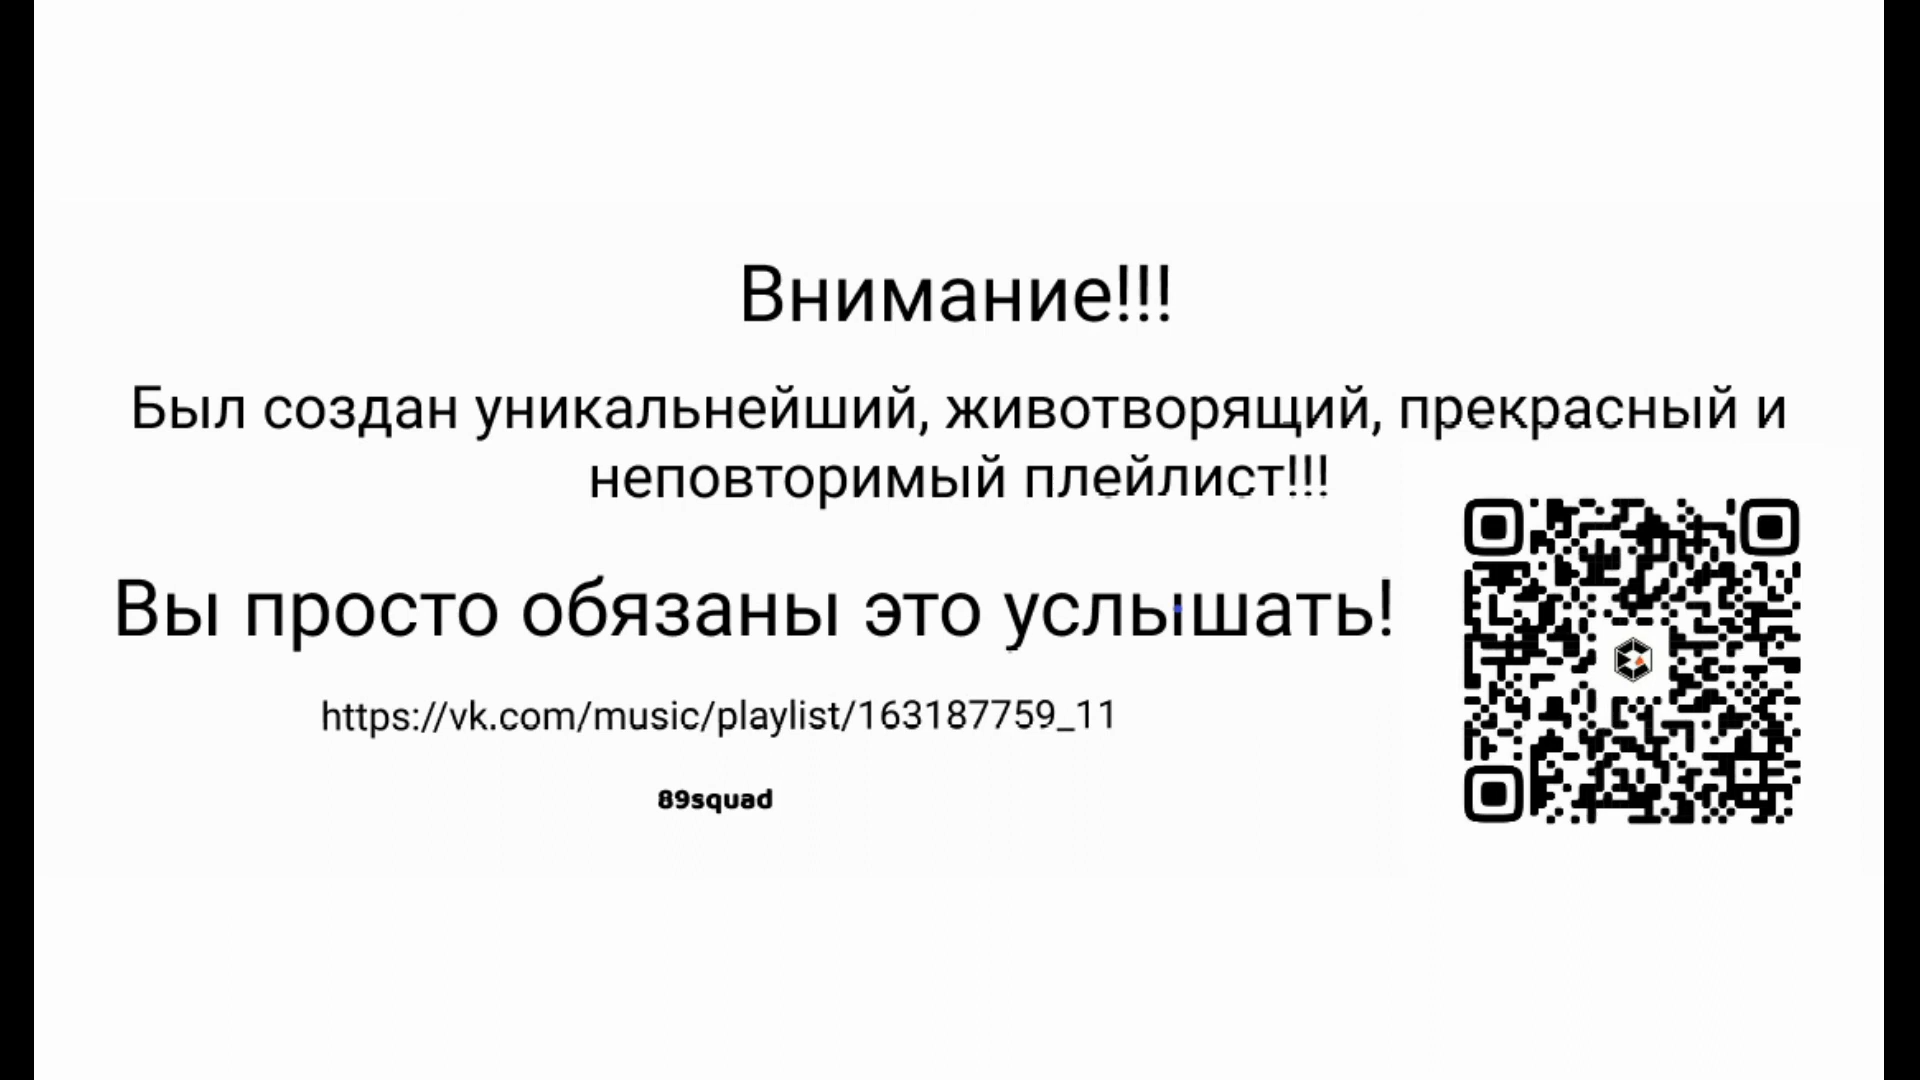 Внимание!!!
Был создан уникальнейший, животворящий, прекрасный и
неповторимый плейлист!!!
Вы просто обязаны это услышать!
https://vk.com/music/playlist/163187759_11
89squad